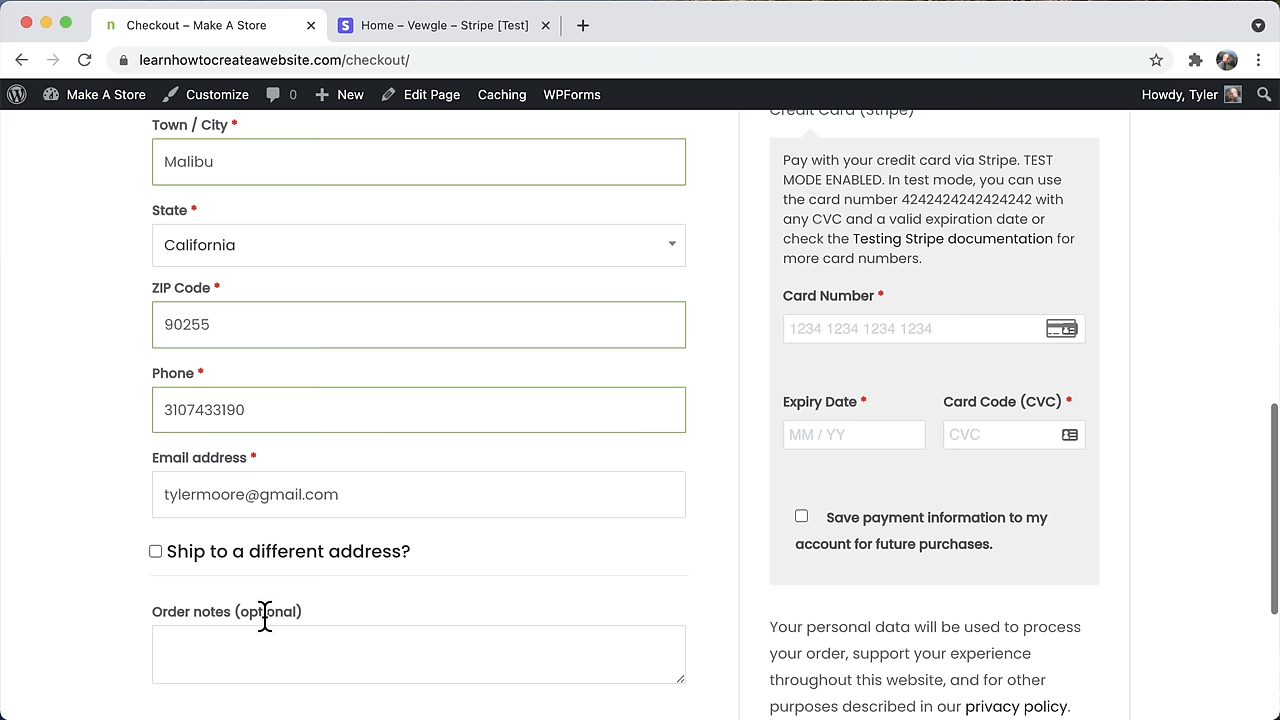 Checkout – Make A Store
Home – Vewgle – Stripe [Test]
learnhowtocreateawebsite.com/checkout/
Make A Store
Customize
0
New
Edit Page
Caching
WPForms
Howdy, Tyler
Town / City *
Malibu
State *
California
ZIP Code *
90255
Phone *
3107433190
Email address *
tylermoore@gmail.com
Ship to a different address?
Order notes (optional)
Credit Card (Stripe)
Pay with your credit card via Stripe. TEST
MODE ENABLED. In test mode, you can use
the card number 4242424242424242 with
any CVC and a valid expiration date or
check the Testing Stripe documentation for
more card numbers.
Card Number *
1234 1234 1234 1234
Expiry Date *
Card Code (CVC) *
MM / YY
CVC
Save payment information to my
account for future purchases.
Your personal data will be used to process
your order, support your experience
throughout this website, and for other
purposes described in our privacy policy.